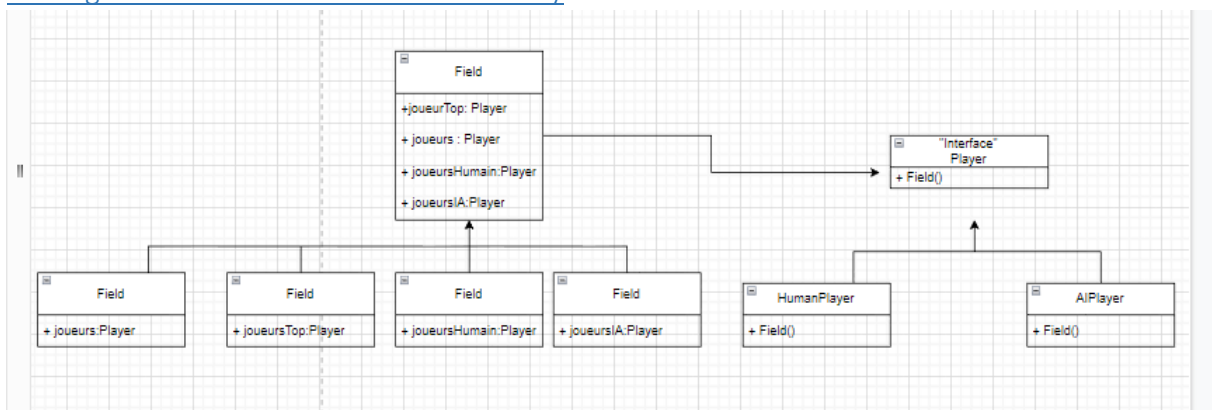 Field
+joueurTop: Player
+ joueurs : Player
+ joueursHumain:Player
+ joueursIA:Player
"Interface"
Player
+ Field()
Field
+ joueurs:Player
Field
+ joueursTop:Player
Field
+ joueursHumain:Player
Field
+ joueursIA:Player
HumanPlayer
+ Field()
AIPlayer
+ Field()